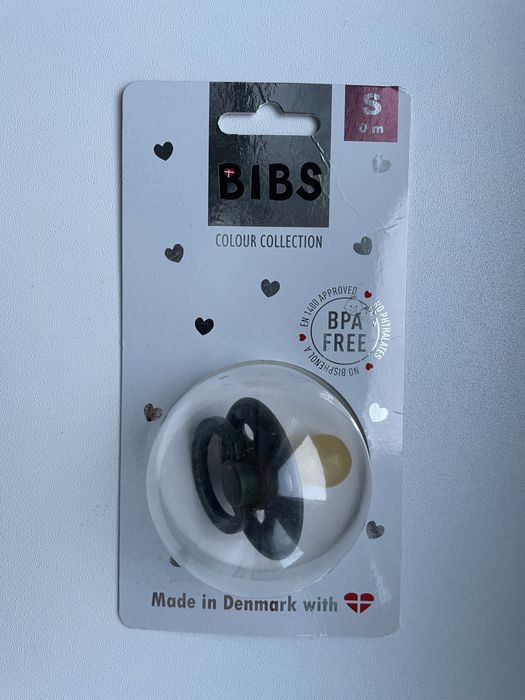 S
0 m
BIBS
COLOUR COLLECTION
EN 1400 APPROVED
NO PHTHALATES
NO BISPHENOL A
BPA
FREE
Made in Denmark with